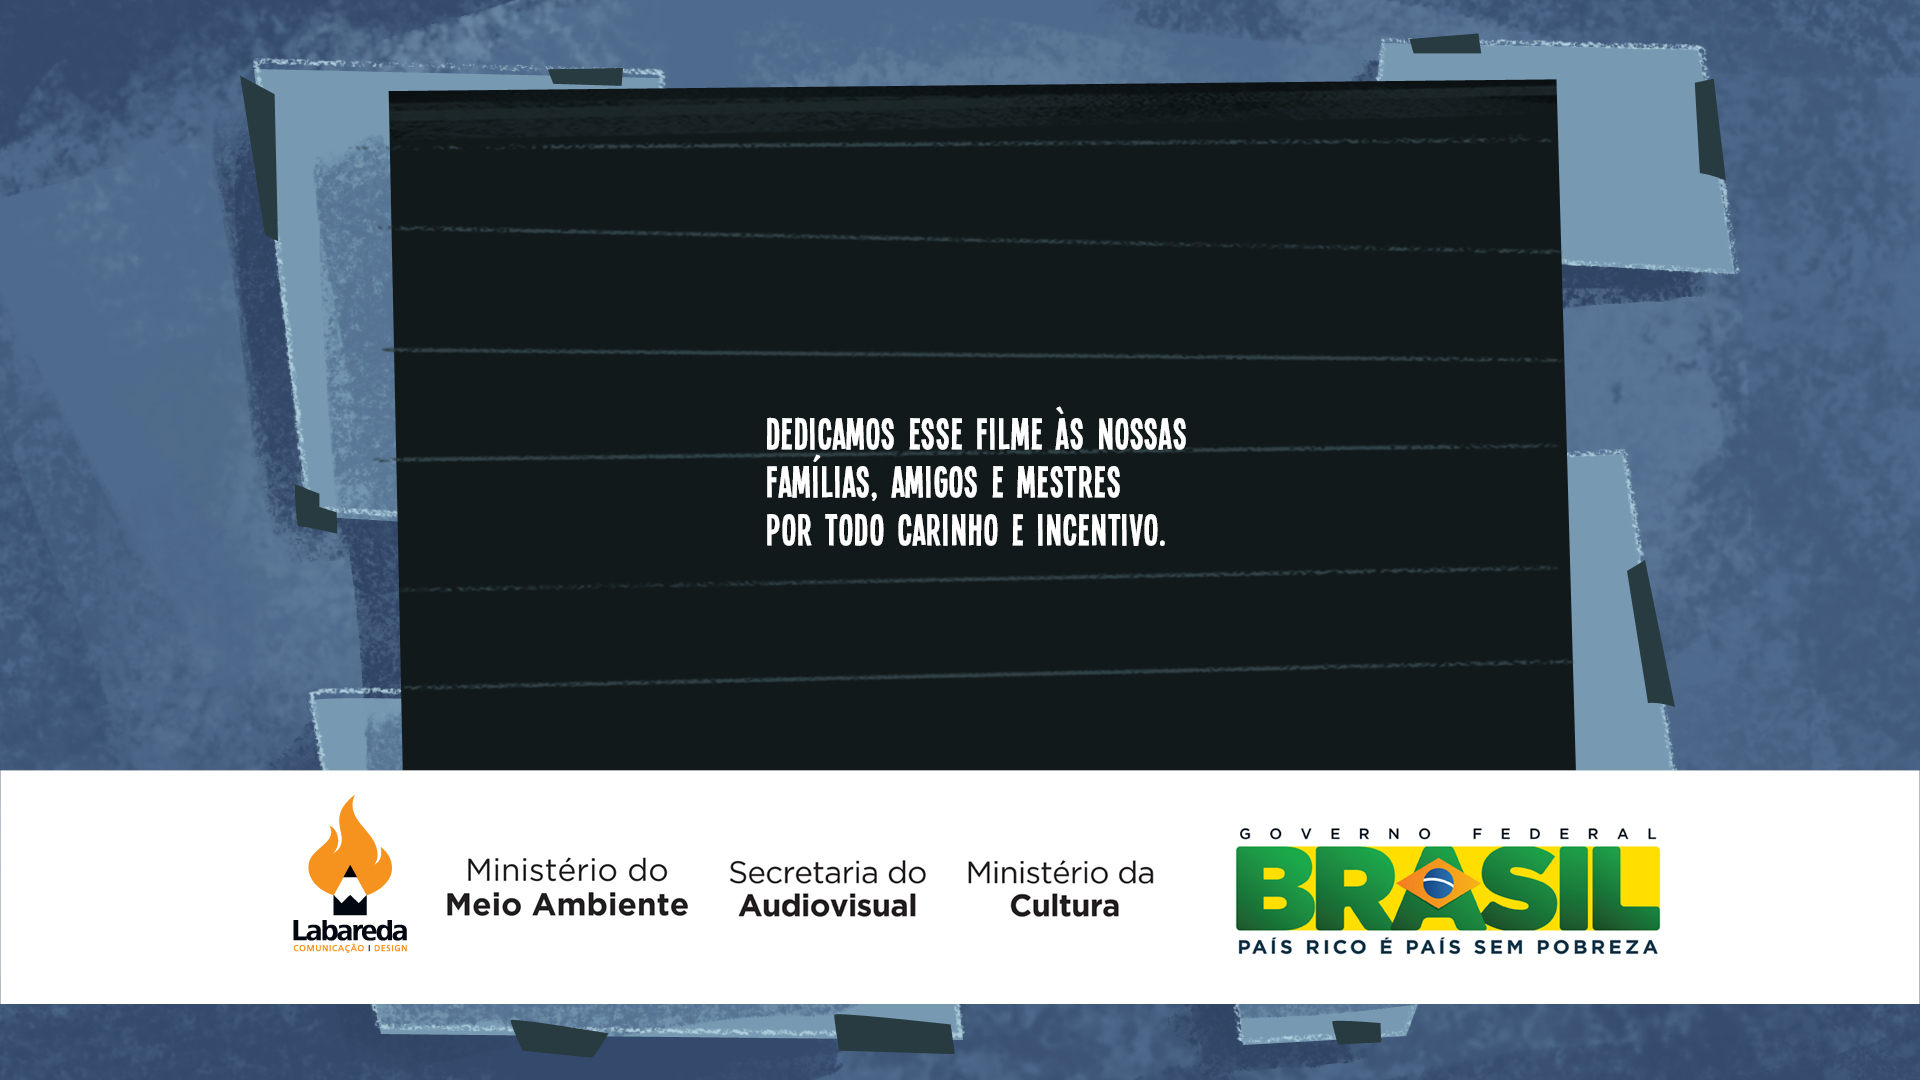 DEDICAMOS ESSE FILME ÀS NOSSAS
FAMÍLIAS, AMIGOS E MESTRES
POR TODO CARINHO E INCENTIVO.
Labareda
COMUNICAÇÃO | DESIGN
Ministério do
Meio Ambiente
Secretaria do
Audiovisual
Ministério da
Cultura
GOVERNO FEDERAL
BRASIL
PAÍS RICO É PAÍS SEM POBREZA